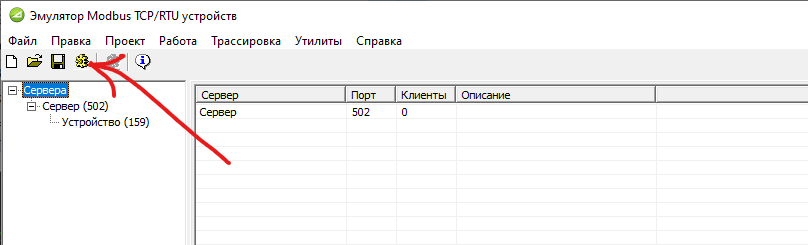 Эмулятор Modbus TCP/RTU устройств
Файл Правка Проект Работа Трассировка Утилиты Справка
Сервера
Сервер (502)
Устройство (159)
Сервер Порт Клиенты Описание
Сервер 502 0